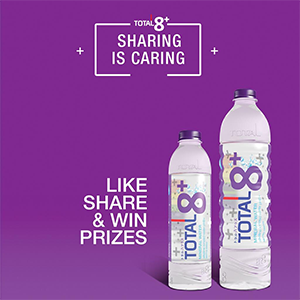 TOTAL 8+
SHARING
IS CARING
LIKE
SHARE
& WIN
PRIZES
TOTAL 8+
TOTAL 8+